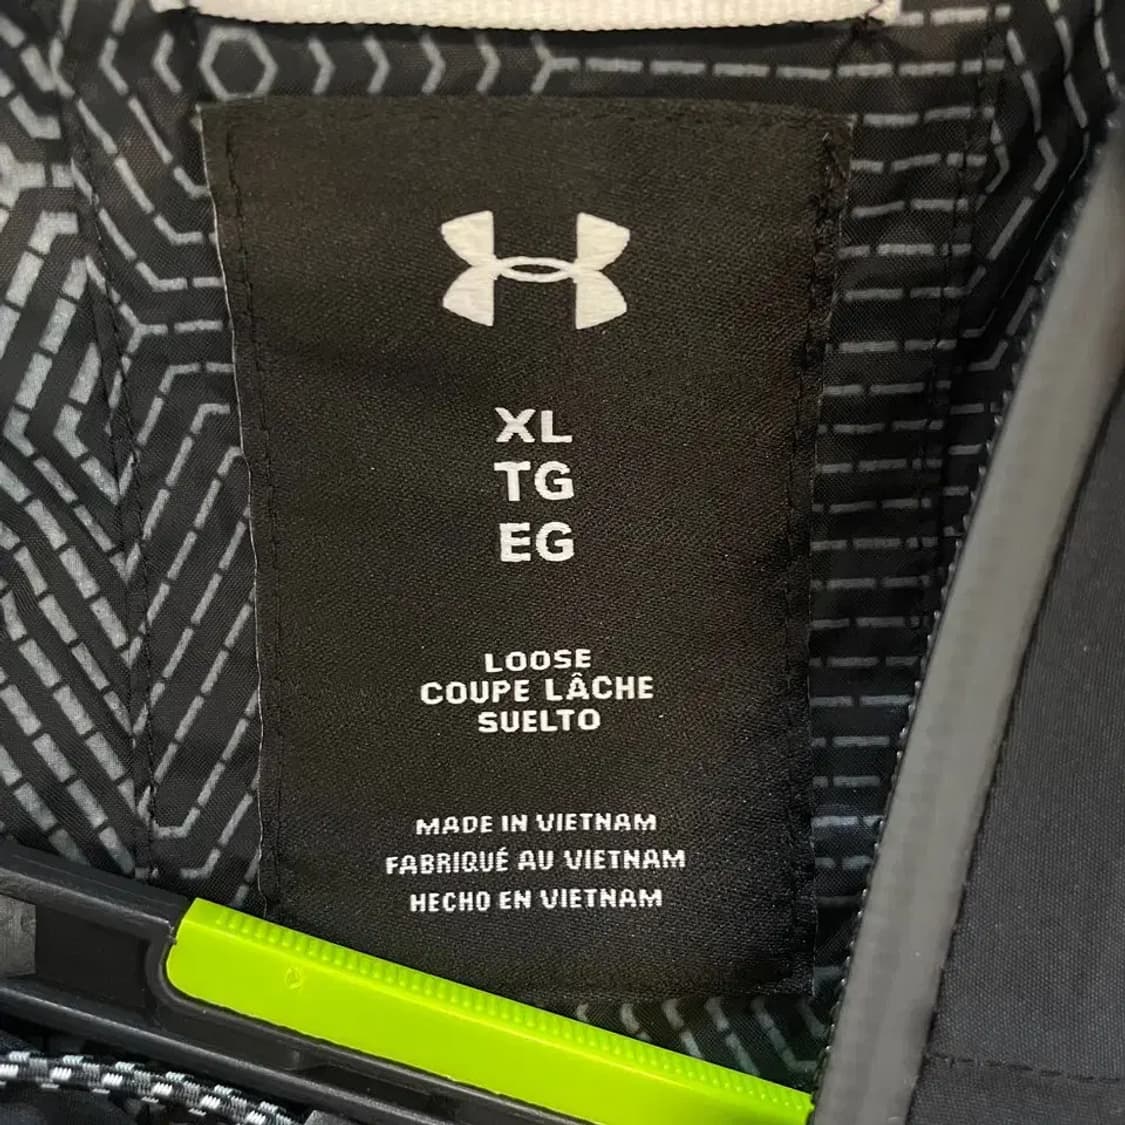 XL
TG
EG
LOOSE
COUPE LÂCHE
SUELTO
MADE IN VIETNAM
FABRIQUÉ AU VIETNAM
HECHO EN VIETNAM